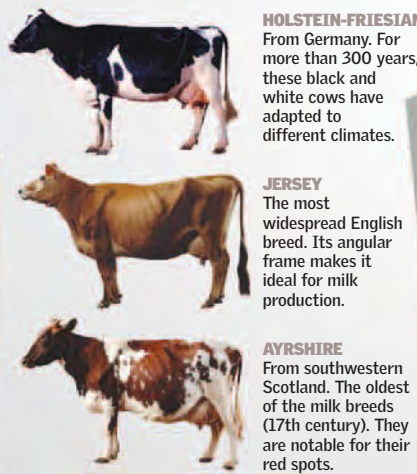 HOLSTEIN-FRIESIAN
From Germany. For
more than 300 years,
these black and
white cows have
adapted to
different climates.
JERSEY
The most
widespread English
breed. Its angular
frame makes it
ideal for milk
production.
AYRSHIRE
From southwestern
Scotland. The oldest
of the milk breeds
(17th century). They
are notable for their
red spots.